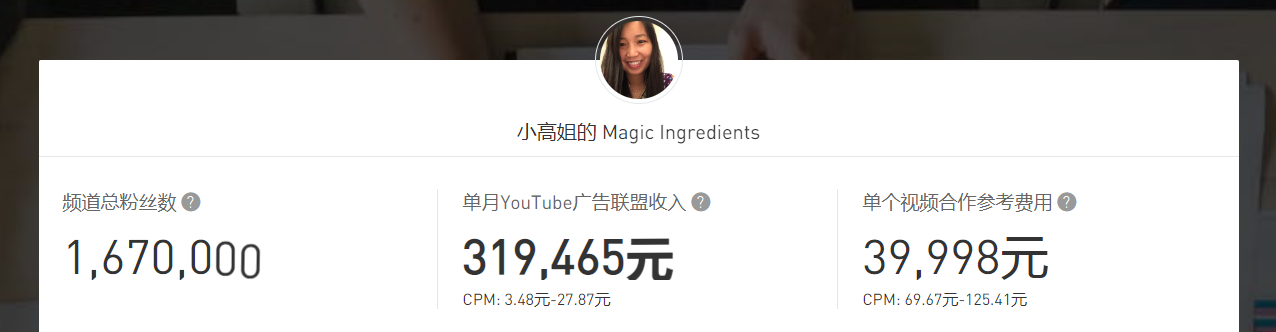 小高姐的 Magic Ingredients
频道总粉丝数 ?
1,670,000
单月YouTube广告联盟收入 ?
319,465元
CPM: 3.48元-27.87元
单个视频合作参考费用 ?
39,998元
CPM: 69.67元-125.41元